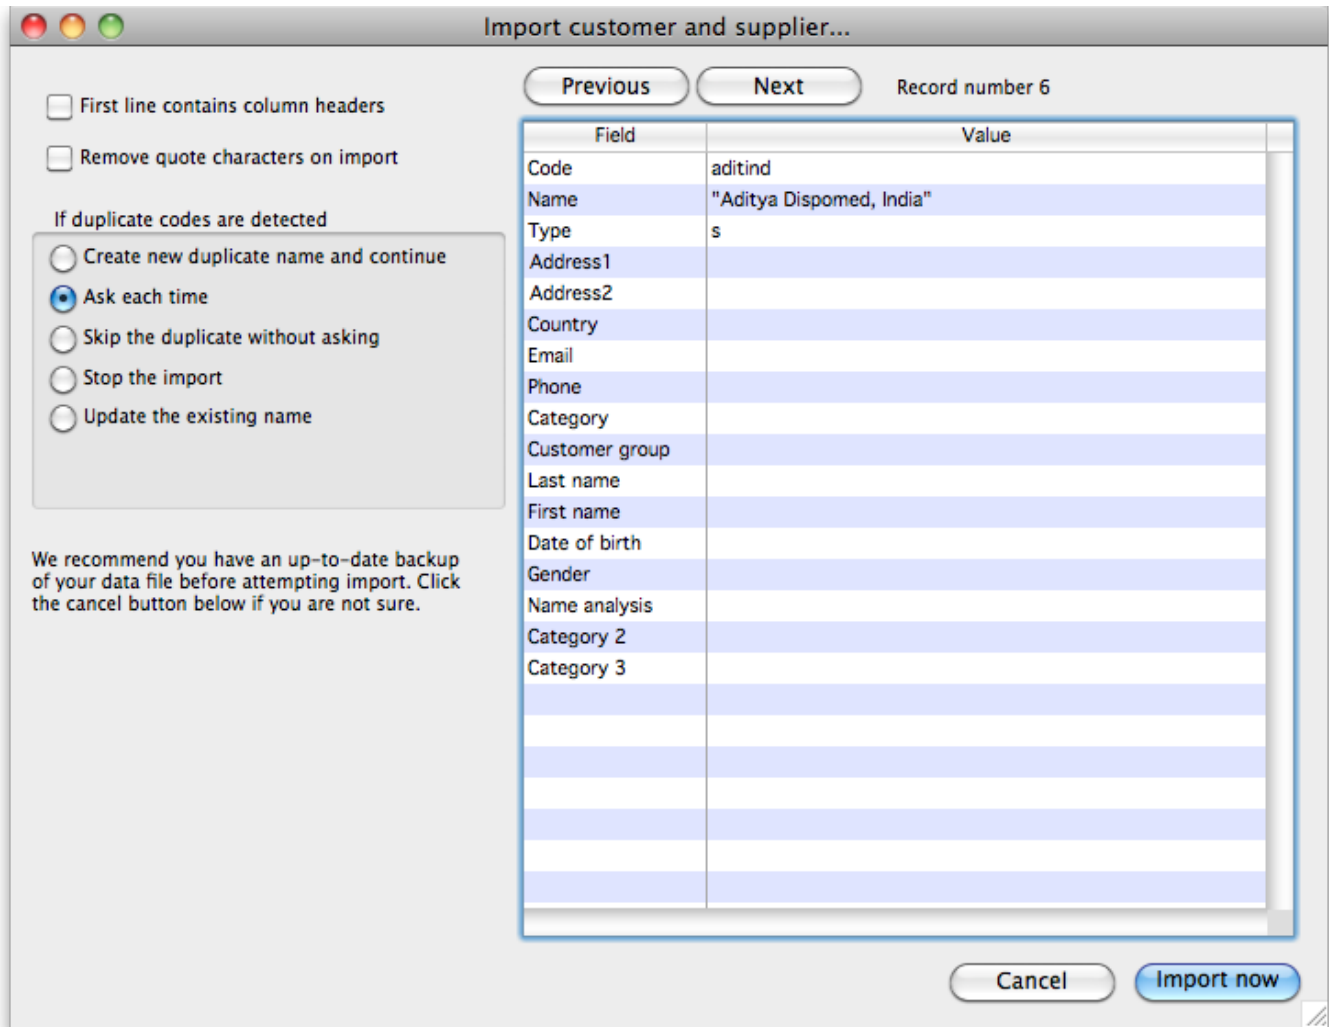 Import customer and supplier...
First line contains column headers
Remove quote characters on import
If duplicate codes are detected
Create new duplicate name and continue
Ask each time
Skip the duplicate without asking
Stop the import
Update the existing name
We recommend you have an up-to-date backup
of your data file before attempting import. Click
the cancel button below if you are not sure.
Previous Next Record number 6
Field Value
Code aditind
Name "Aditya Dispomed, India"
Type s
Address1
Address2
Country
Email
Phone
Category
Customer group
Last name
First name
Date of birth
Gender
Name analysis
Category 2
Category 3
Cancel Import now